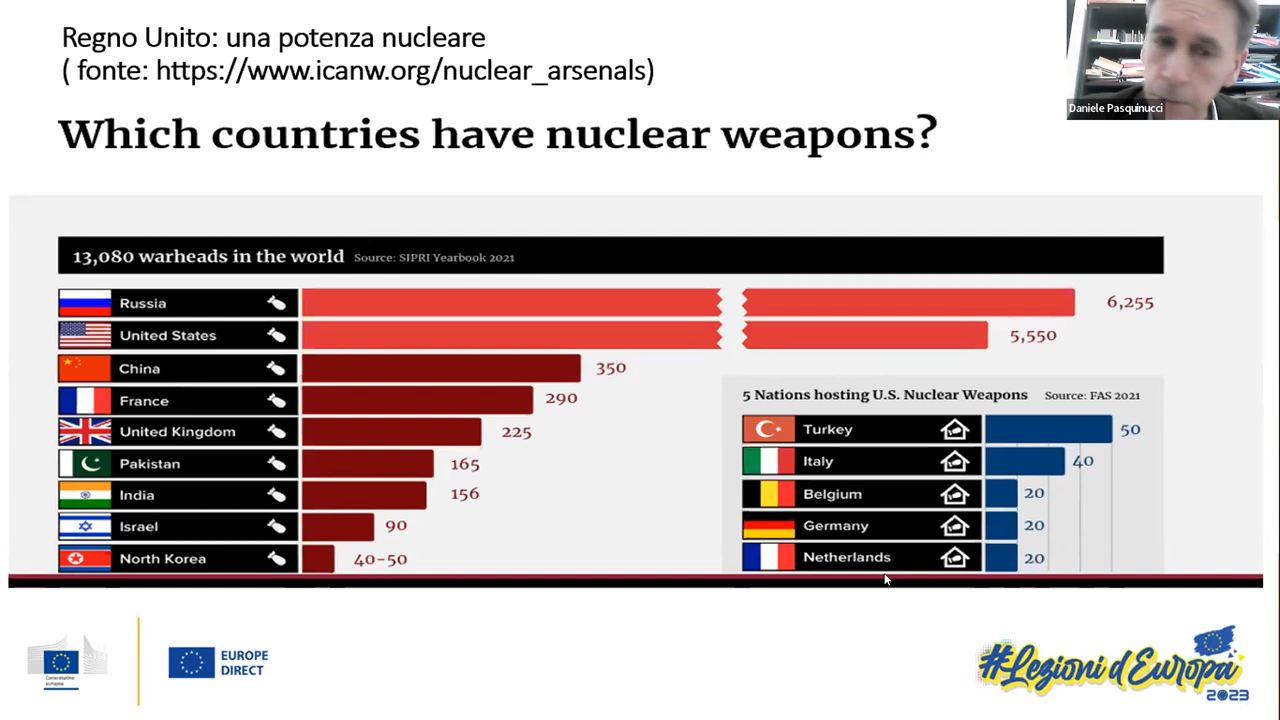 Regno Unito: una potenza nucleare
( fonte: https://www.icanw.org/nuclear_arsenals)
Daniele Pasquinucci
Which countries have nuclear weapons?
13,080 warheads in the world Source: SIPRI Yearbook 2021
Russia 6,255
United States 5,550
China 350
France 290
United Kingdom 225
Pakistan 165
India 156
Israel 90
North Korea 40-50
5 Nations hosting U.S. Nuclear Weapons Source: FAS 2021
Turkey 50
Italy 40
Belgium 20
Germany 20
Netherlands 20
EUROPE
DIRECT
#Lezioni d'Europa
2023